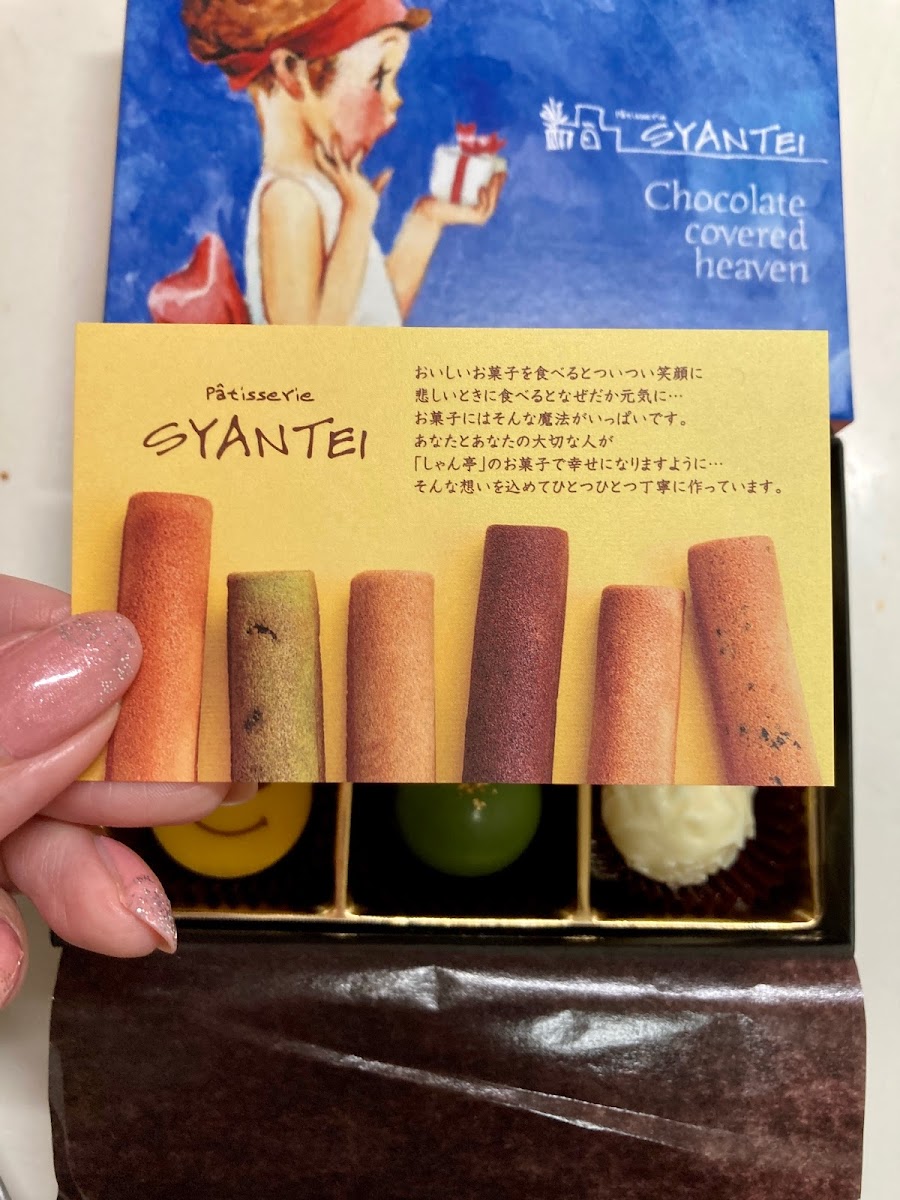 Pâtisserie
SYANTEI
Chocolate
covered
heaven
Pâtisserie
SYANTEI
おいしいお菓子を食べるとついつい笑顔に
悲しいときに食べるとなぜだか元気に…
お菓子にはそんな魔法がいっぱいです。
あなたとあなたの大切な人が
「しゃん亭」のお菓子で幸せになりますように…
そんな想いを込めてひとつひとつ丁寧に作っています。